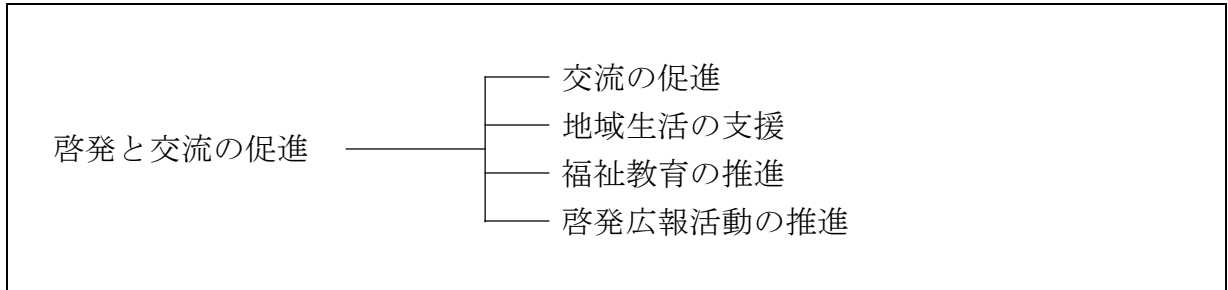 啓発と交流の促進
交流の促進
地域生活の支援
福祉教育の推進
啓発広報活動の推進